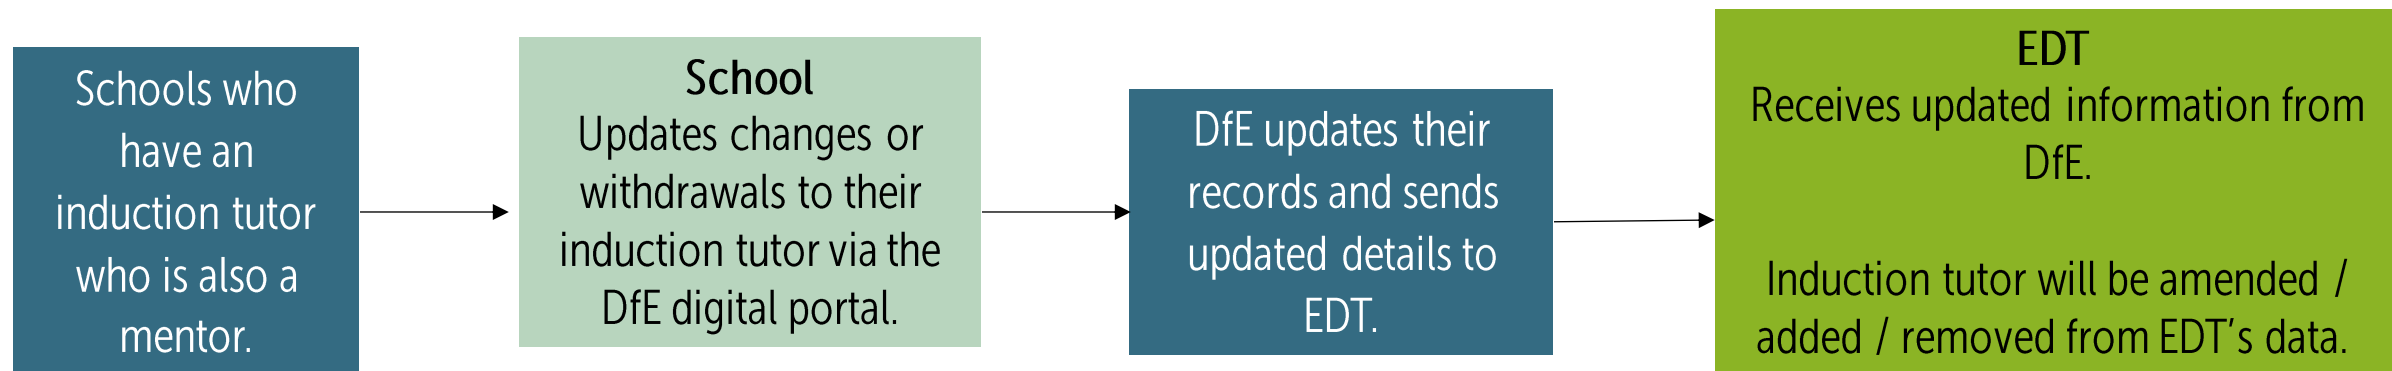 Schools who
have an
induction tutor
who is also a
mentor.
School
Updates changes or
withdrawals to their
induction tutor via the
DfE digital portal.
DfE updates their
records and sends
updated details to
EDT.
EDT
Receives updated information from
DfE.
Induction tutor will be amended /
added / removed from EDT’s data.